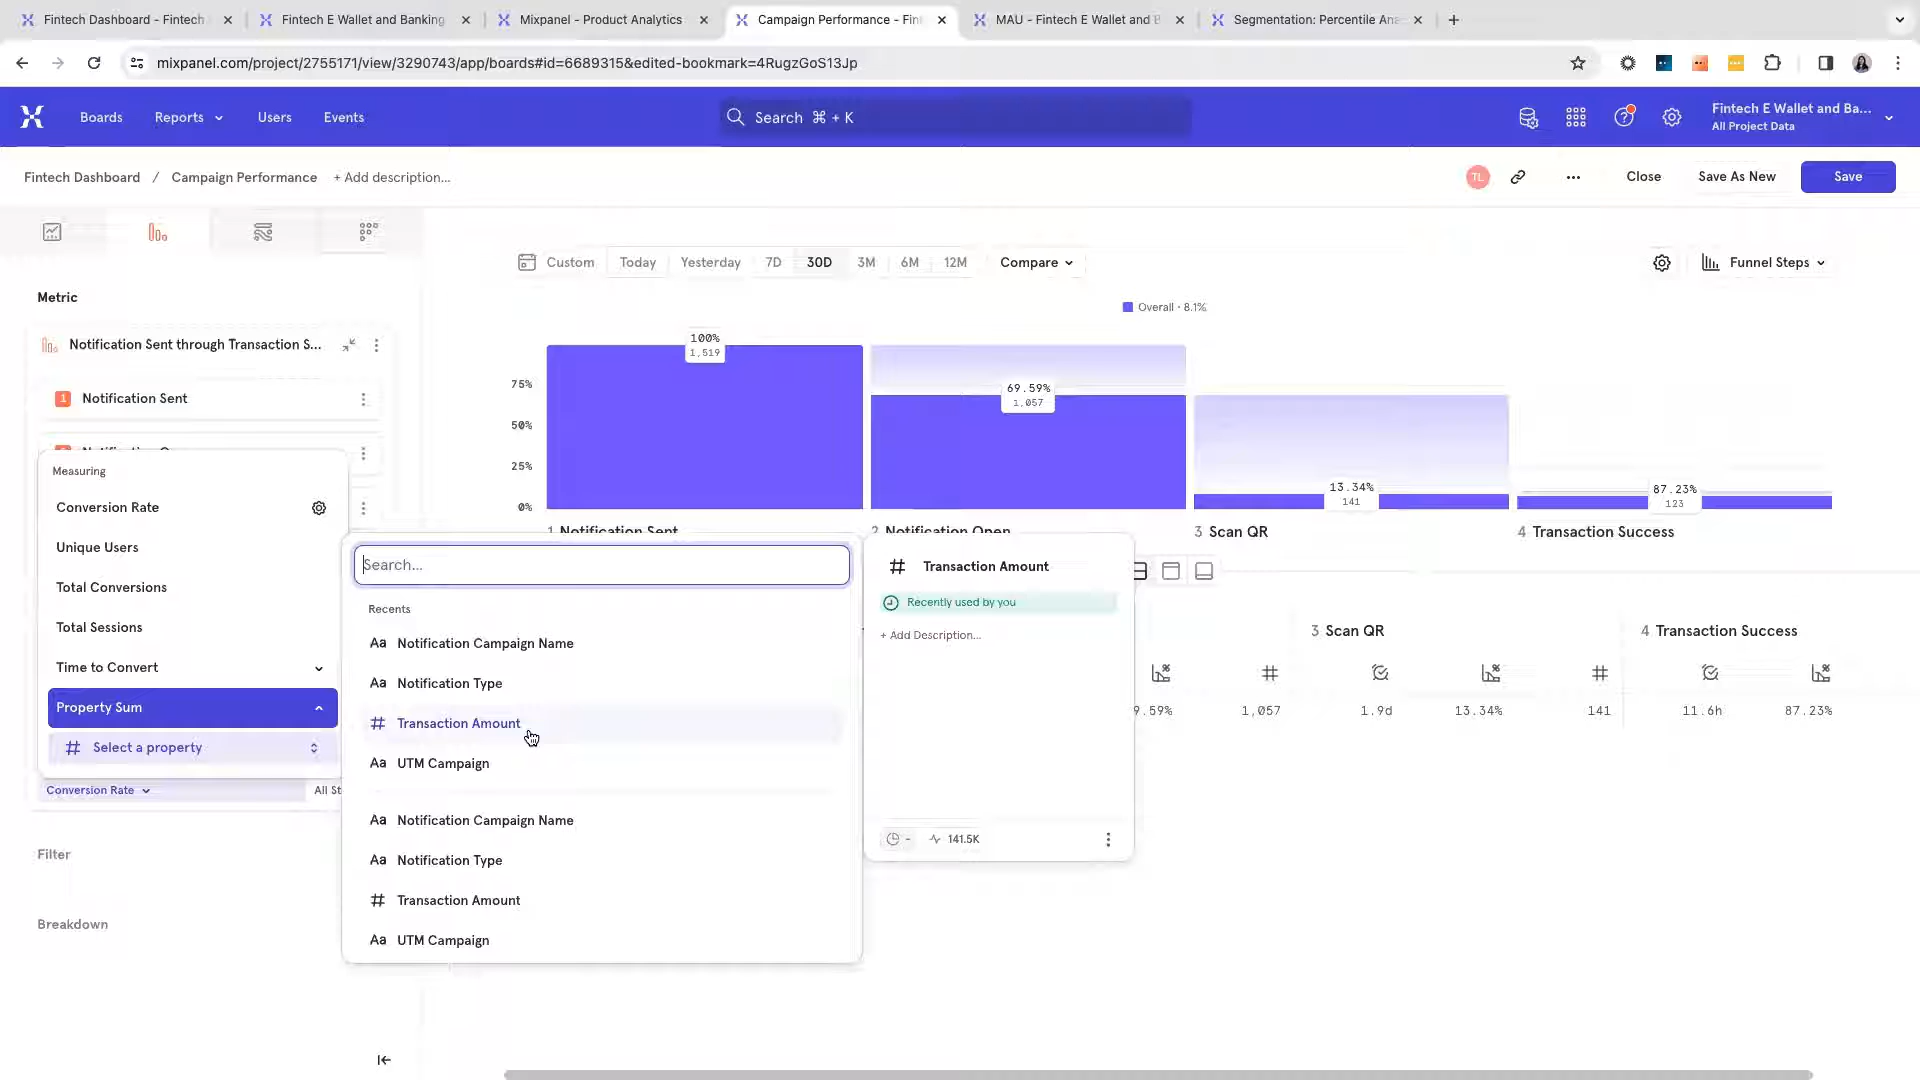 Fintech Dashboard - Fintech
Fintech E Wallet and Banking
Mixpanel - Product Analytics
Campaign Performance - Fin
MAU - Fintech E Wallet and B
Segmentation: Percentile Ana
mixpanel.com/project/2755171/view/3290743/app/boards#id=6689315&edited-bookmark=4RugzGoS13Jp
Boards
Reports
Users
Events
Search ⌘ + K
Fintech E Wallet and Ba...
All Project Data
Fintech Dashboard / Campaign Performance + Add description...
TL
Close
Save As New
Save
Custom
Today
Yesterday
7D
30D
3M
6M
12M
Compare
Funnel Steps
Metric
Overall · 8.1%
Notification Sent through Transaction S...
1 Notification Sent
75%
50%
25%
0%
100%
1,519
69.59%
1,057
13.34%
141
87.23%
123
1 Notification Sent
2 Notification Open
3 Scan QR
4 Transaction Success
Measuring
Conversion Rate
Unique Users
Total Conversions
Total Sessions
Time to Convert
Property Sum
# Select a property
Conversion Rate
All St
Filter
Breakdown
Search...
Recents
Aa Notification Campaign Name
Aa Notification Type
# Transaction Amount
Aa UTM Campaign
Aa Notification Campaign Name
Aa Notification Type
# Transaction Amount
Aa UTM Campaign
# Transaction Amount
Recently used by you
+ Add Description...
-
141.5K
3 Scan QR
4 Transaction Success
9.59%
1,057
1.9d
13.34%
141
11.6h
87.23%